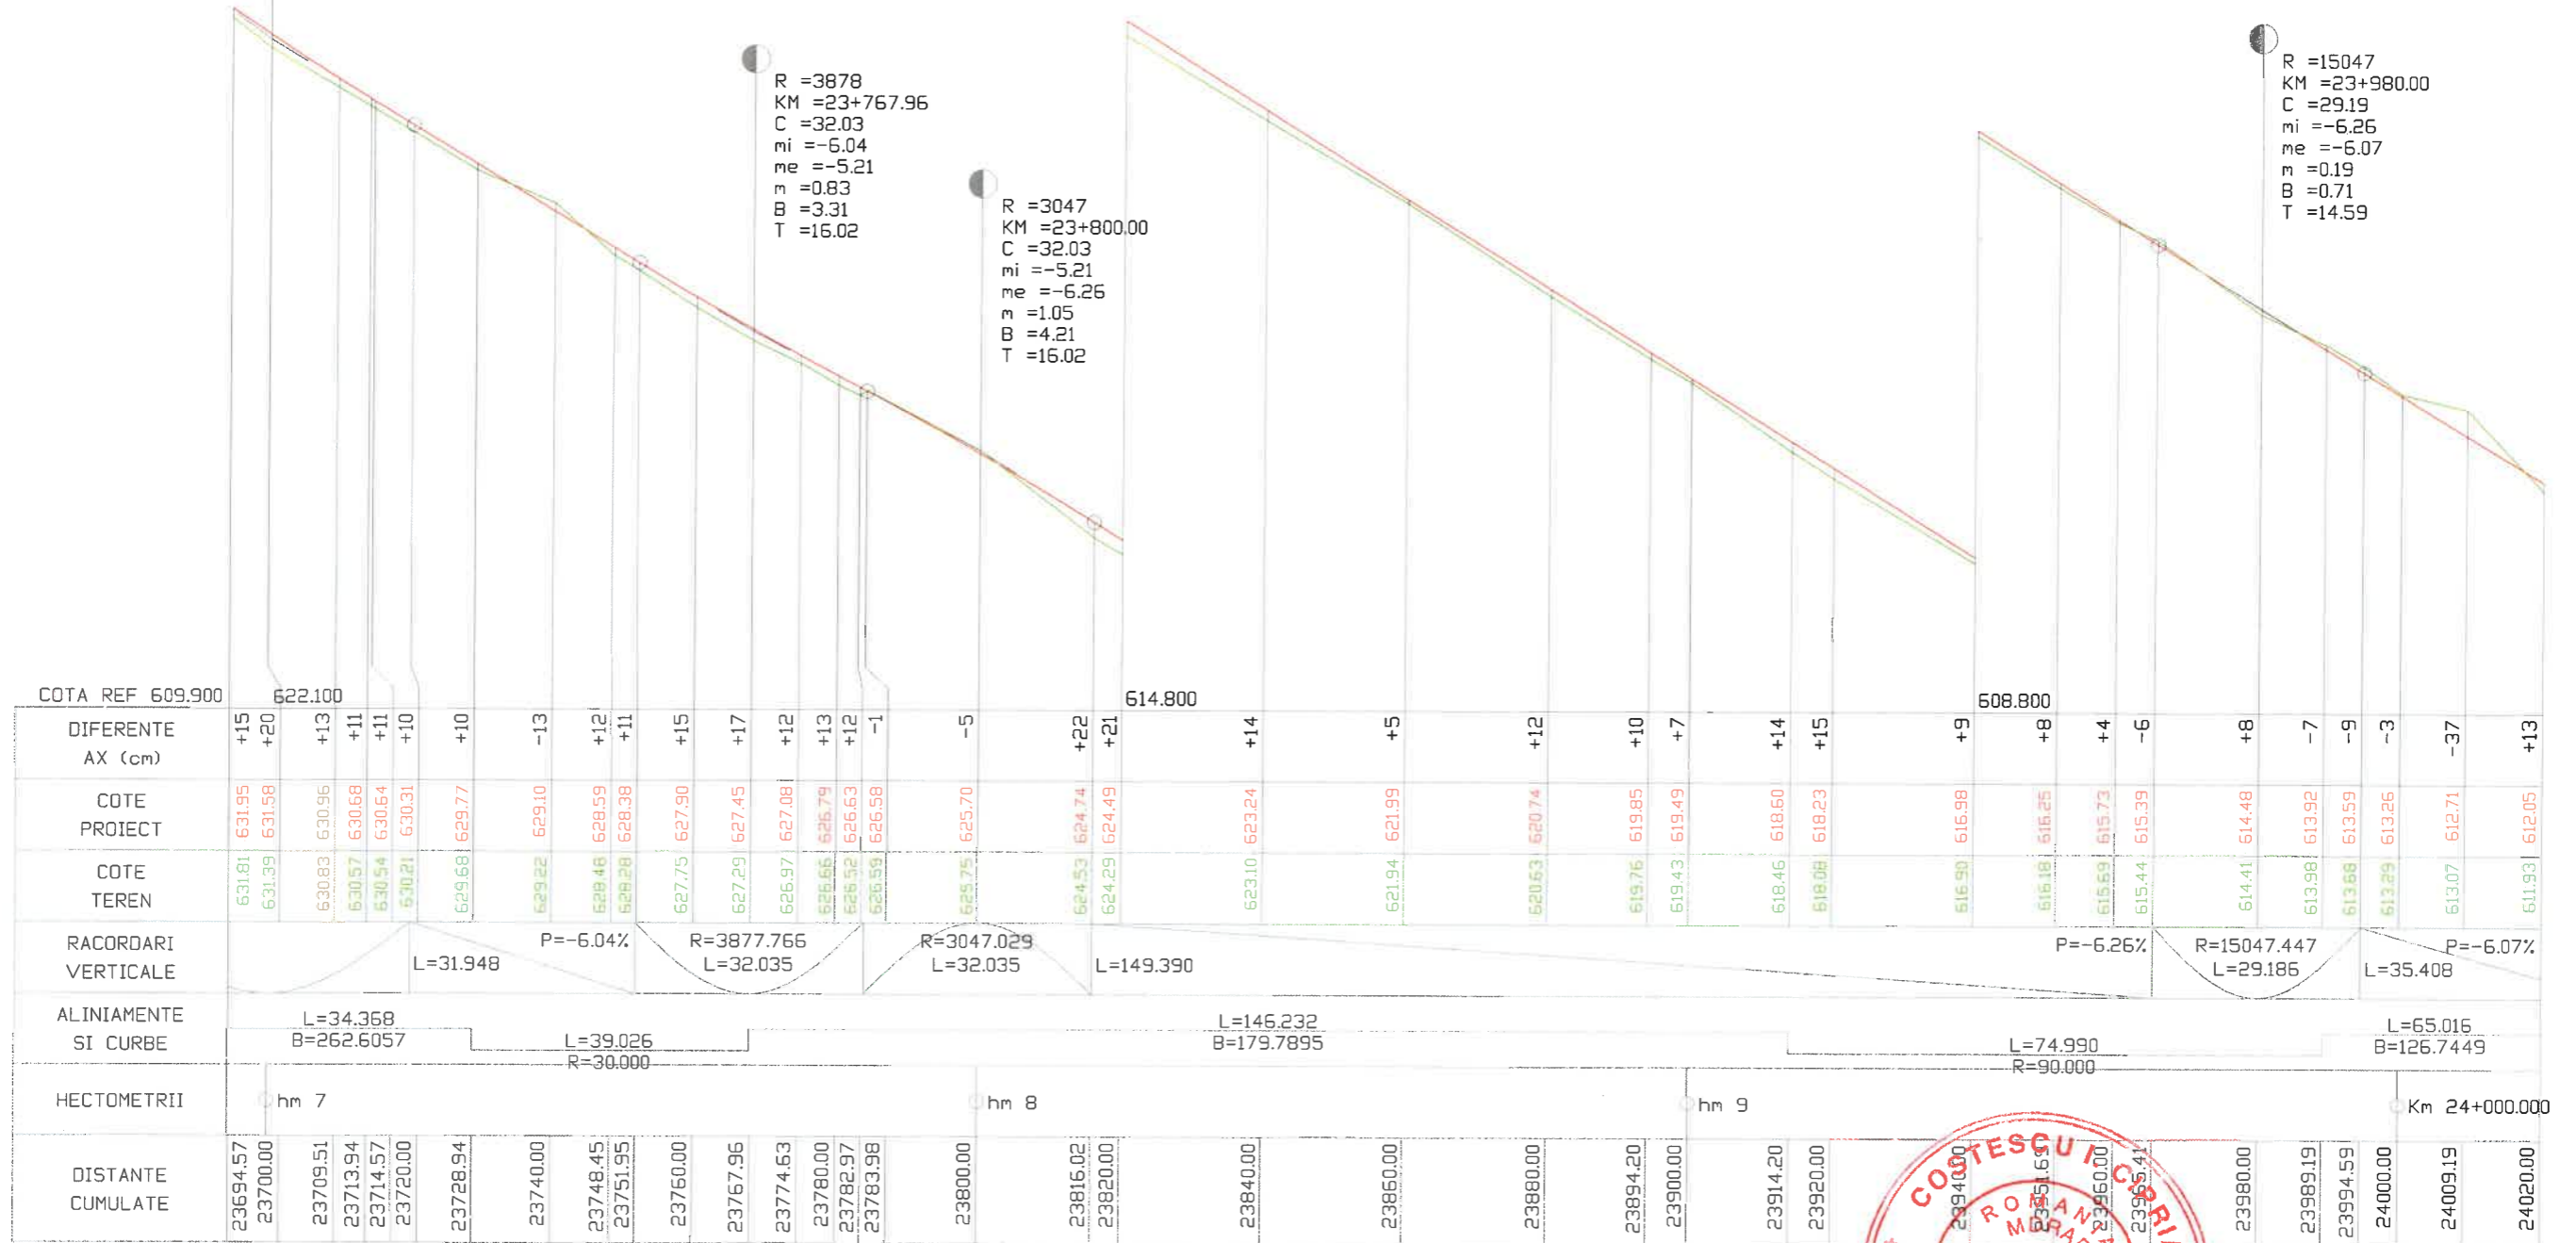 R =3878
KM =23+767.96
C =32.03
mi =-6.04
me =-5.21
m =0.83
B =3.31
T =16.02
R =3047
KM =23+800.00
C =32.03
mi =-5.21
me =-6.26
m =1.05
B =4.21
T =16.02
R =15047
KM =23+980.00
C =29.19
mi =-6.26
me =-6.07
m =0.19
B =0.71
T =14.59
COTA REF 609.900 622.100 614.800 608.800
DIFERENTE
AX (cm)
+15 +20 +13 +11 +11 +10 +10 -13 +12 +11 +15 +17 +12 +13 +12 -1 -5 +22 +21 +14 +5 +12 +10 +7 +14 +15 +9 +8 +4 -6 +8 -7 -9 -3 -37 +13
COTE
PROIECT
631.95 631.58 630.96 630.68 630.64 630.31 629.77 629.10 628.59 628.38 627.90 627.45 627.08 626.79 626.63 626.58 625.70 624.74 624.49 623.24 621.99 620.74 619.85 619.49 618.60 618.23 616.98 616.25 615.73 615.39 614.48 613.92 613.59 613.26 612.71 612.05
COTE
TEREN
631.81 631.39 630.83 630.57 630.54 630.21 629.68 629.22 628.48 628.28 627.75 627.29 626.97 626.66 626.52 626.59 625.75 624.53 624.29 623.10 621.94 620.63 619.76 619.43 618.46 618.08 616.90 616.18 615.69 615.44 614.41 613.98 613.68 613.29 613.07 611.93
RACORDARI
VERTICALE
L=31.948
P=-6.04%
R=3877.766
L=32.035
R=3047.029
L=32.035
L=149.390
P=-6.26%
R=15047.447
L=29.186
L=35.408
P=-6.07%
ALINIAMENTE
SI CURBE
L=34.368
B=262.6057
L=39.026
R=30.000
L=146.232
B=179.7895
L=74.990
R=90.000
L=65.016
B=126.7449
HECTOMETRII
hm 7
hm 8
hm 9
Km 24+000.000
DISTANTE
CUMULATE
23694.57 23700.00 23709.51 23713.94 23714.57 23720.00 23728.94 23740.00 23748.45 23751.95 23760.00 23767.96 23774.63 23780.00 23782.97 23783.98 23800.00 23816.02 23820.00 23840.00 23860.00 23880.00 23894.20 23900.00 23914.20 23920.00 23940.00 23951.69 23960.00 23965.41 23980.00 23989.19 23994.59 24000.00 24009.19 24020.00
COSTESCU I.